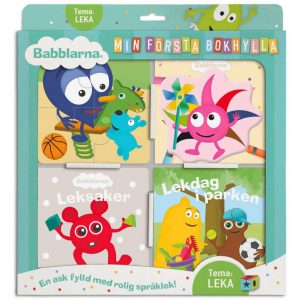 Tema:
LEKA
Babblarna.
MIN FÖRSTA BOKHYLLA
Babblarna.
Babblarna.
Leksaker
Lekdag
i parken
En ask fylld med rolig språklek!
Tema:
LEKA